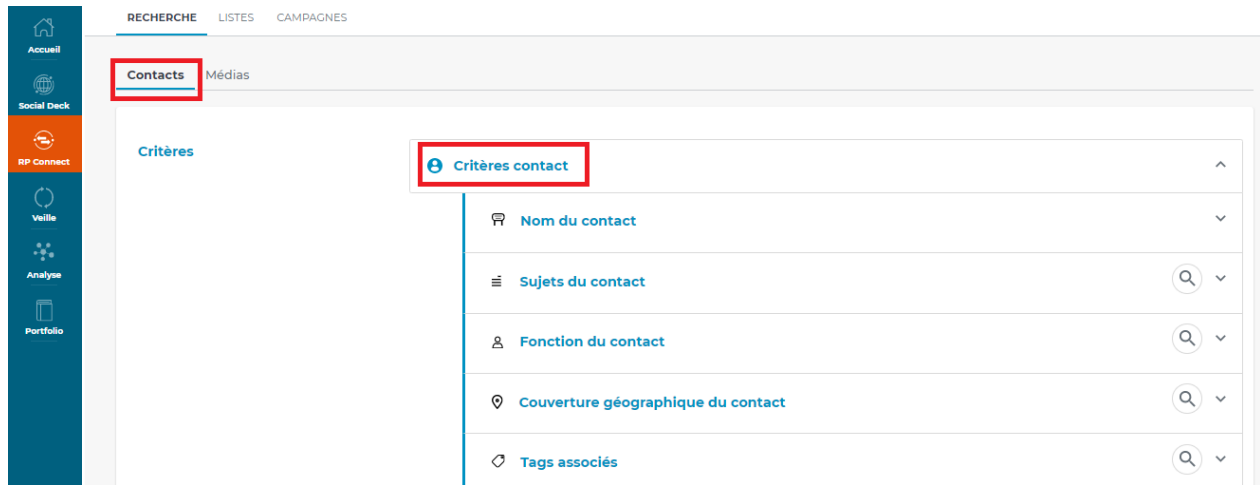 RECHERCHE LISTES CAMPAGNES
Accueil
Social Deck
RP Connect
Veille
Analyse
Portfolio
Contacts Médias
Critères
Critères contact
Nom du contact
Sujets du contact
Fonction du contact
Couverture géographique du contact
Tags associés